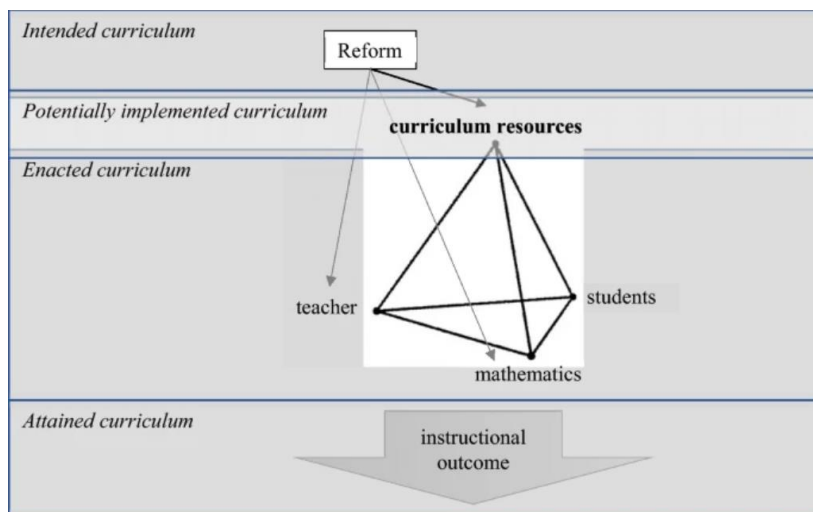 Intended curriculum
Reform
Potentially implemented curriculum
curriculum resources
Enacted curriculum
teacher
students
mathematics
Attained curriculum
instructional
outcome